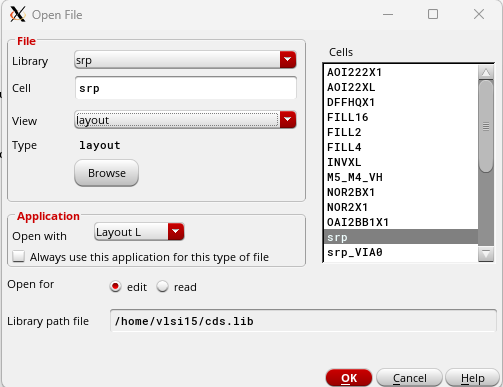 Open File
File
Library srp
Cell srp
View layout
Type layout
Browse
Application
Open with Layout L
Always use this application for this type of file
Cells
AOI222X1
AOI22XL
DFFHQX1
FILL16
FILL2
FILL4
INVXL
M5_M4_VH
NOR2BX1
NOR2X1
OAI2BB1X1
srp
srp_VIA0
Open for edit read
Library path file /home/vlsi15/cds.lib
OK Cancel Help